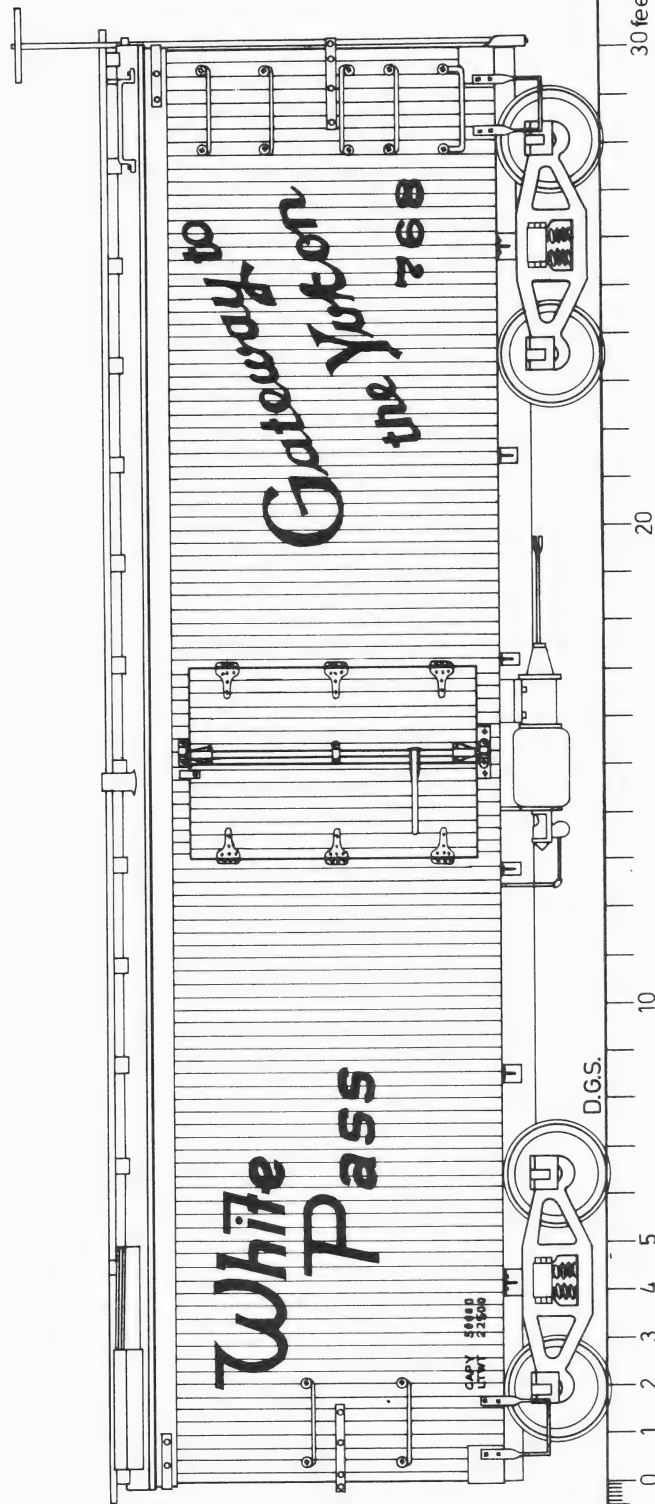 White
Pass
Gateway to
the Yukon
768
CAPY 50000
LTWT 22500
D.G.S.
0 1 2 3 4 5 10 20 30 feet